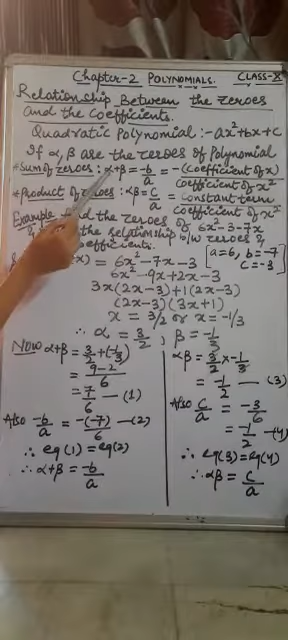 Chapter-2 POLYNOMIALS. CLASS-X
Relationship Between the zeroes
and the Coefficients.
Quadratic Polynomial :- ax²+bx+c
If α, β are the zeroes of Polynomial
* Sum of zeroes : α+β = -b/a = -(Coefficient of x)/Coefficient of x²
* Product of zeroes : αβ = c/a = Constant term/Coefficient of x²
Example the zeroes of 6x²-3-7x
the relationship b/w zeroes &
efficients.
x) = 6x²-7x-3 [a=6, b=-7
6x²-9x+2x-3 c=-3]
3x(2x-3)+1(2x-3)
(2x-3)(3x+1)
x = 3/2 or x = -1/3
∴ α = 3/2 , β = -1/3
Now α+β = 3/2+(-1/3)
= 9-2/6
= 7/6 — (1)
Also -b/a = -(-7)/6 — (2)
∴ eq(1) = eq(2)
∴ α+β = -b/a
αβ = 3/2 × -1/3
= -1/2 — (3)
Also c/a = -3/6
= -1/2 — (4)
∴ eq(3) = eq(4)
∴ αβ = c/a